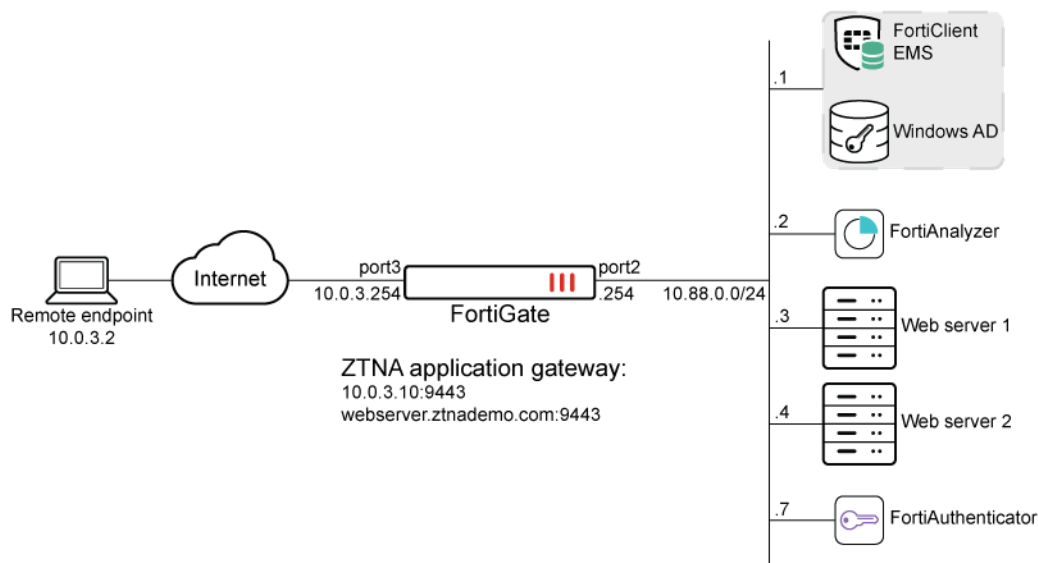 FortiClient
EMS
.1
Windows AD
.2
FortiAnalyzer
Internet
port3
port2
10.0.3.254
.254
10.88.0.0/24
Remote endpoint
10.0.3.2
FortiGate
.3
Web server 1
ZTNA application gateway:
10.0.3.10:9443
webserver.ztnademo.com:9443
.4
Web server 2
.7
FortiAuthenticator